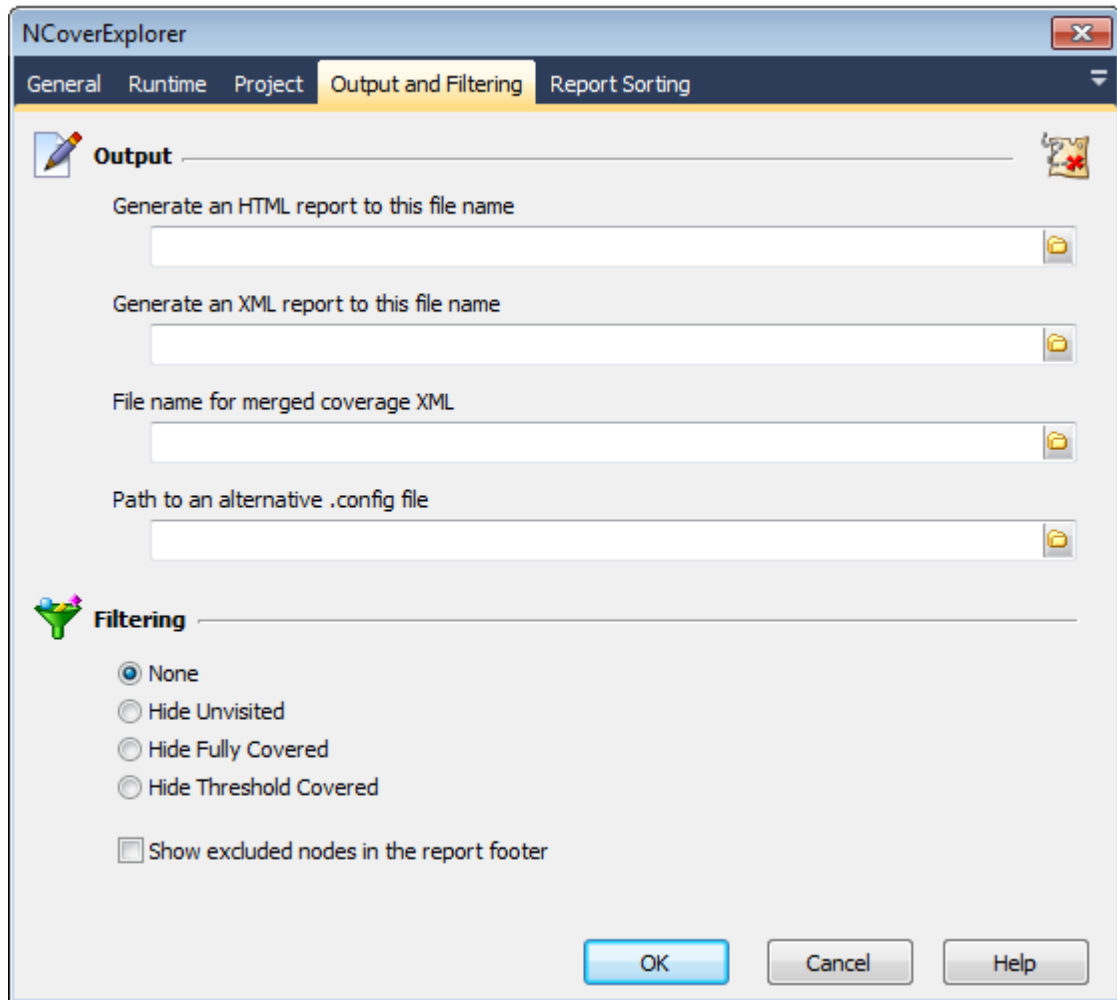 NCoverExplorer
General Runtime Project Output and Filtering Report Sorting
Output
Generate an HTML report to this file name
Generate an XML report to this file name
File name for merged coverage XML
Path to an alternative .config file
Filtering
None
Hide Unvisited
Hide Fully Covered
Hide Threshold Covered
Show excluded nodes in the report footer
OK Cancel Help